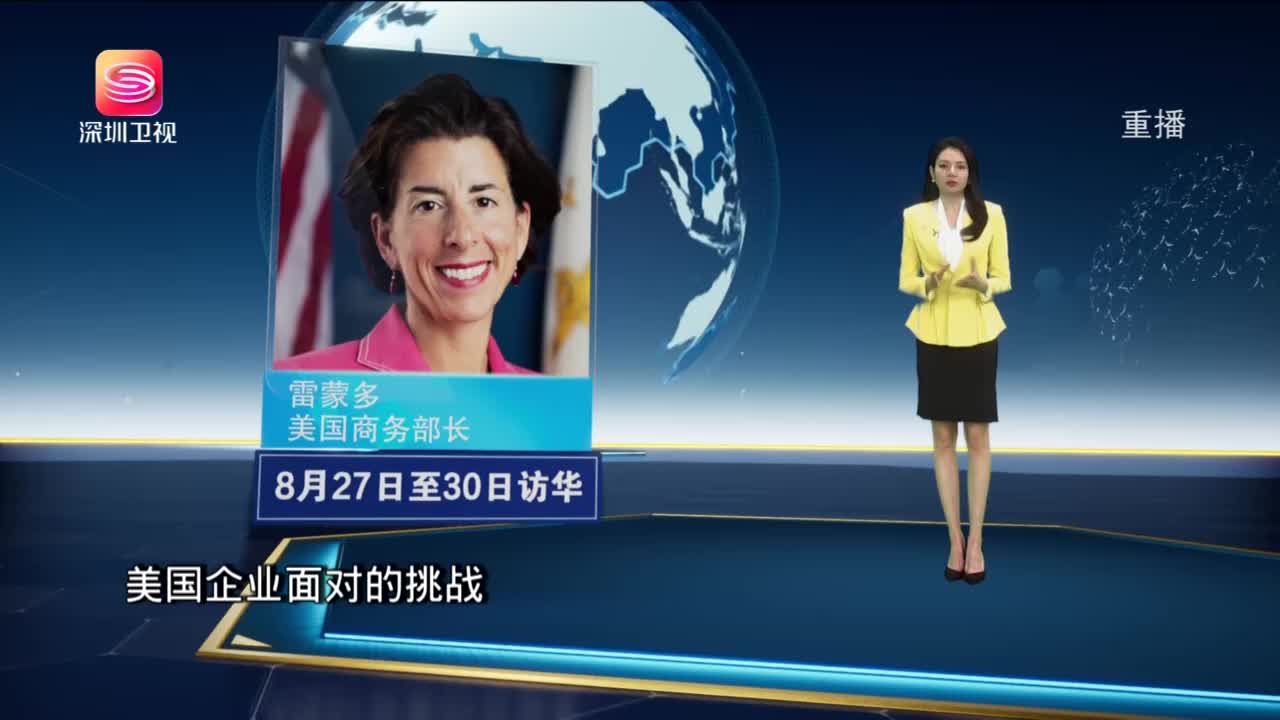 深圳卫视
重播
雷蒙多
美国商务部长
8月27日至30日访华
美国企业面对的挑战